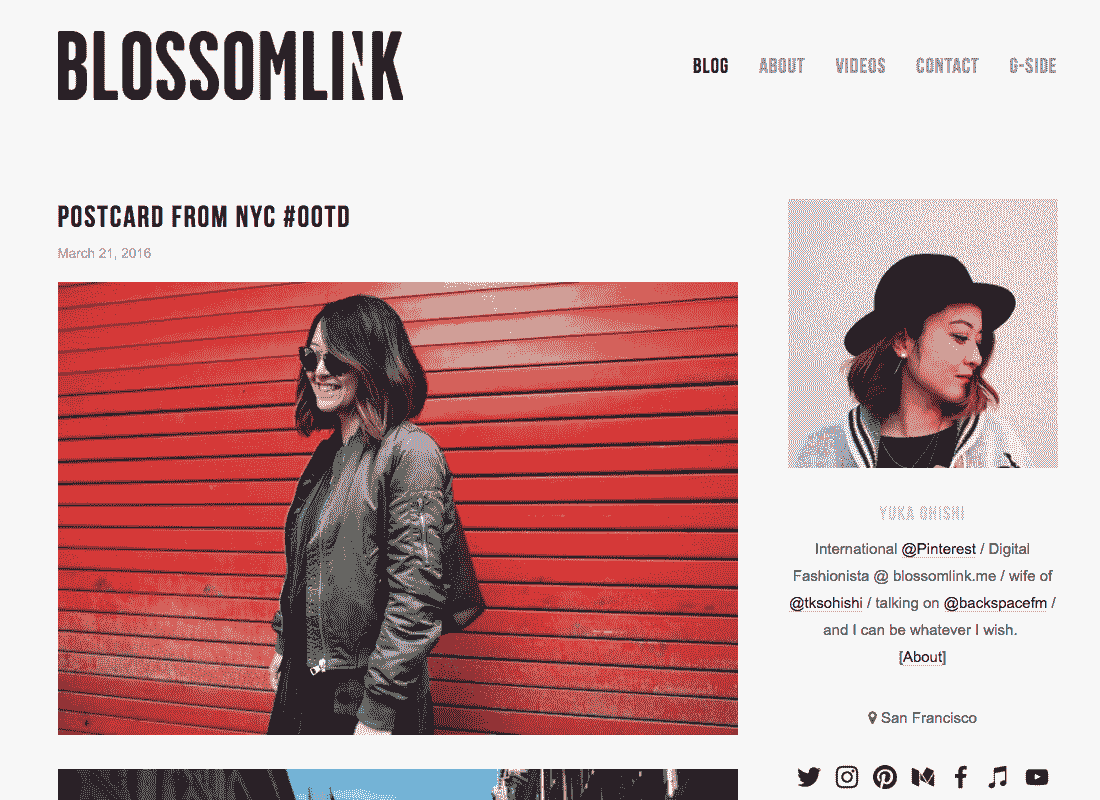 BLOSSOMLINK
BLOG ABOUT VIDEOS CONTACT G-SIDE
POSTCARD FROM NYC #OOTD
March 21, 2016
YUKA OHISHI
International @Pinterest / Digital
Fashionista @ blossomlink.me / wife of
@tksohishi / talking on @backspacefm /
and I can be whatever I wish.
[About]
San Francisco